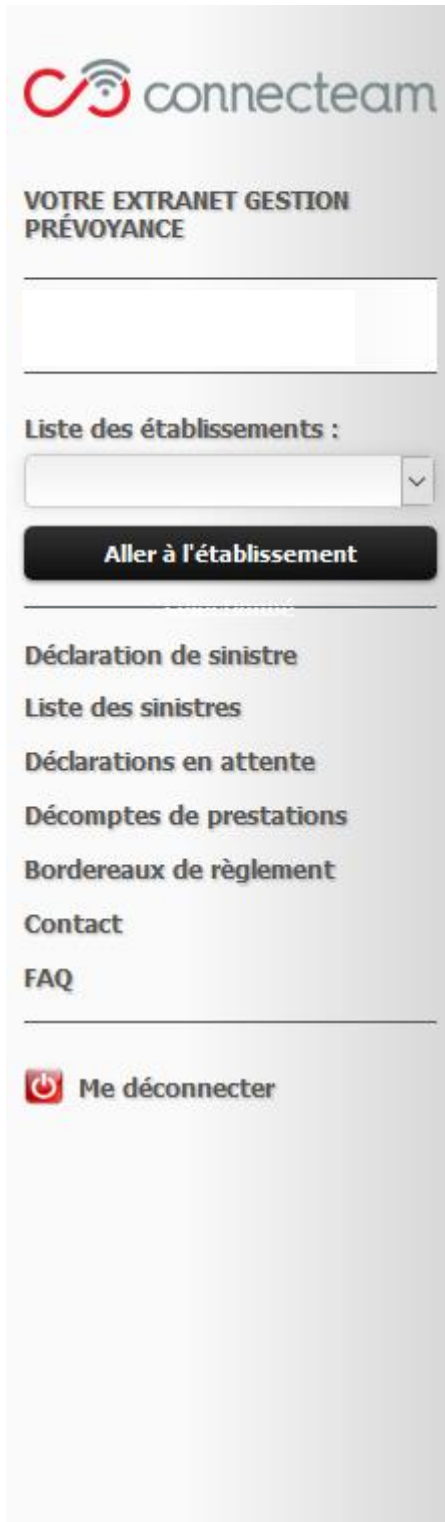 connecteam
VOTRE EXTRANET GESTION
PRÉVOYANCE
Liste des établissements :
Aller à l'établissement
Déclaration de sinistre
Liste des sinistres
Déclarations en attente
Décomptes de prestations
Bordereaux de règlement
Contact
FAQ
Me déconnecter